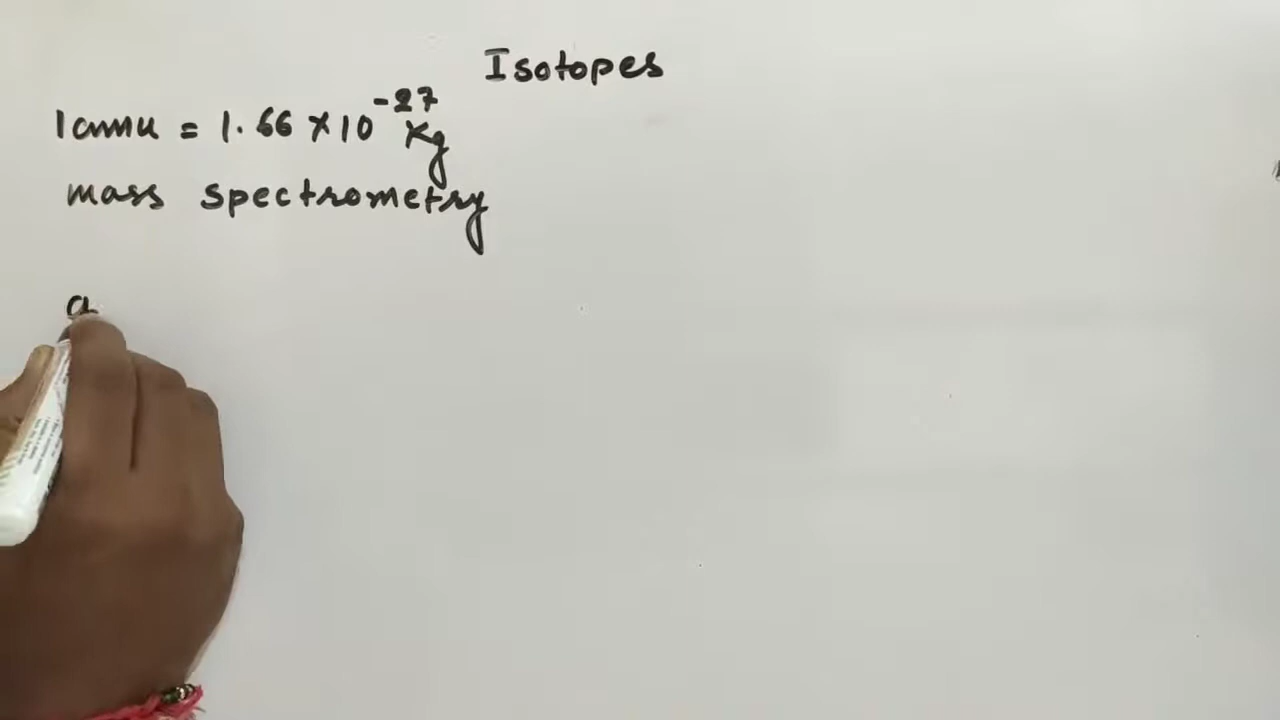 Isotopes
1amu = 1.66 × 10⁻²⁷ Kg
mass spectrometry
a